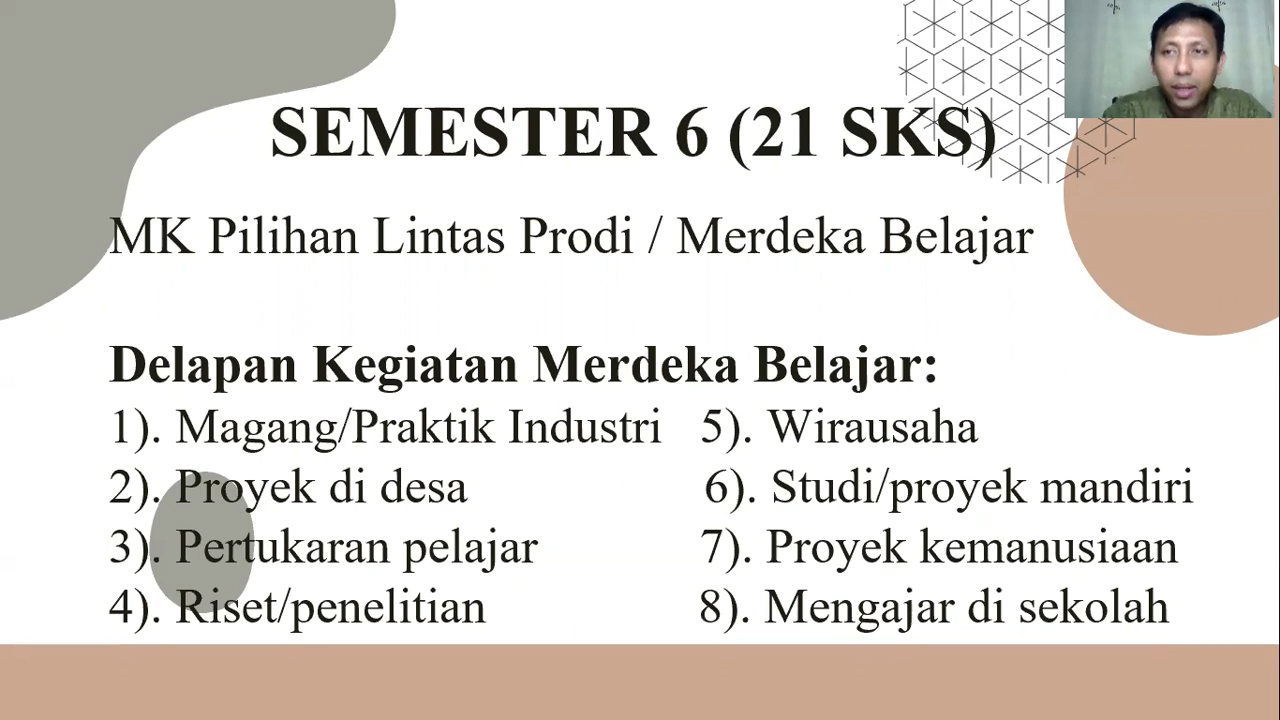 SEMESTER 6 (21 SKS)
MK Pilihan Lintas Prodi / Merdeka Belajar
Delapan Kegiatan Merdeka Belajar:
1). Magang/Praktik Industri
2). Proyek di desa
3). Pertukaran pelajar
4). Riset/penelitian
5). Wirausaha
6). Studi/proyek mandiri
7). Proyek kemanusiaan
8). Mengajar di sekolah